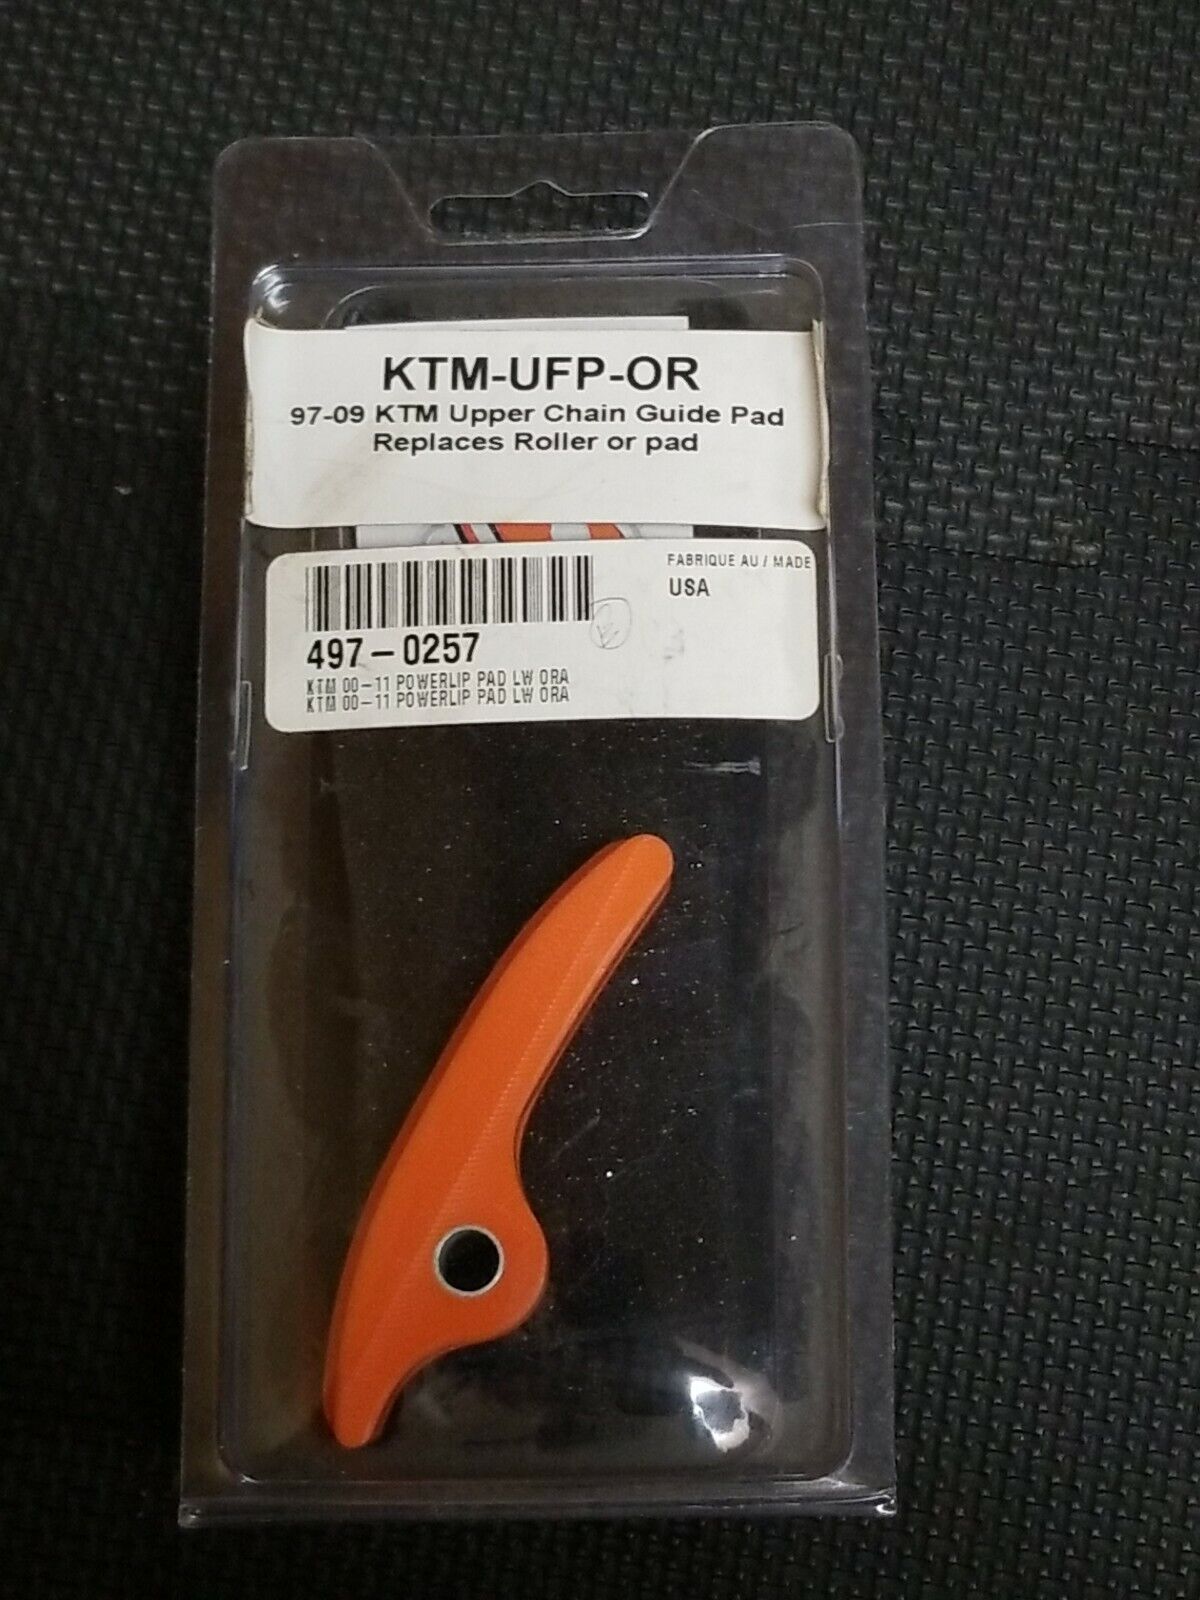 KTM-UFP-OR
97-09 KTM Upper Chain Guide Pad
Replaces Roller or pad
FABRIQUE AU / MADE
USA
497-0257
KTM 00-11 POWERLIP PAD LW ORA
KTM 00-11 POWERLIP PAD LW ORA